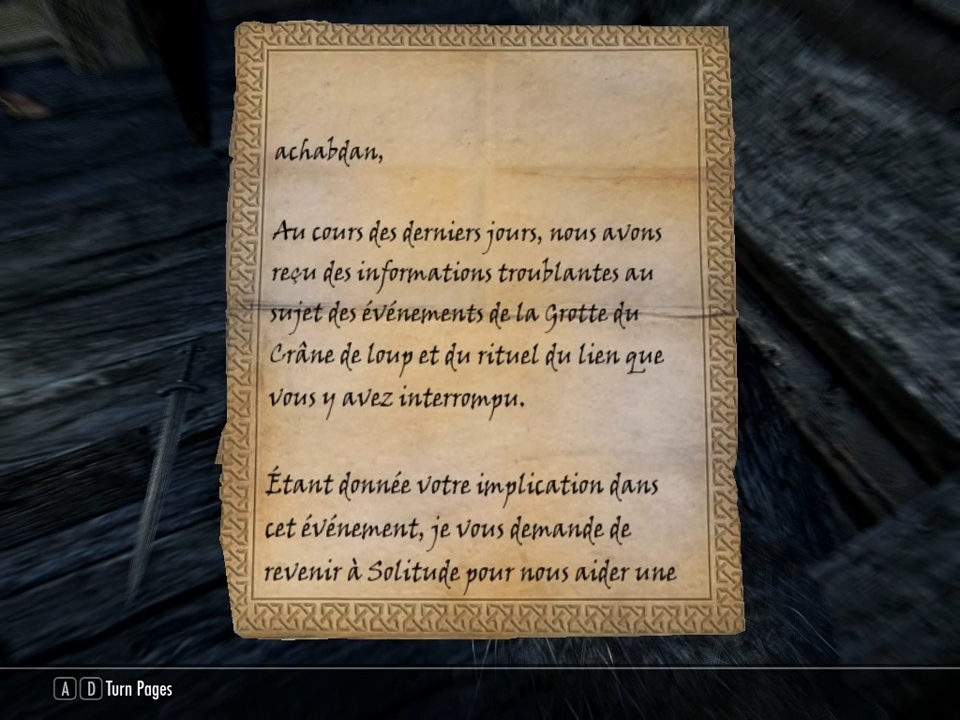 achabdan,
Au cours des derniers jours, nous avons
reçu des informations troublantes au
sujet des événements de la Grotte du
Crâne de loup et du rituel du lien que
vous y avez interrompu.
Étant donnée votre implication dans
cet événement, je vous demande de
revenir à Solitude pour nous aider une
A D Turn Pages